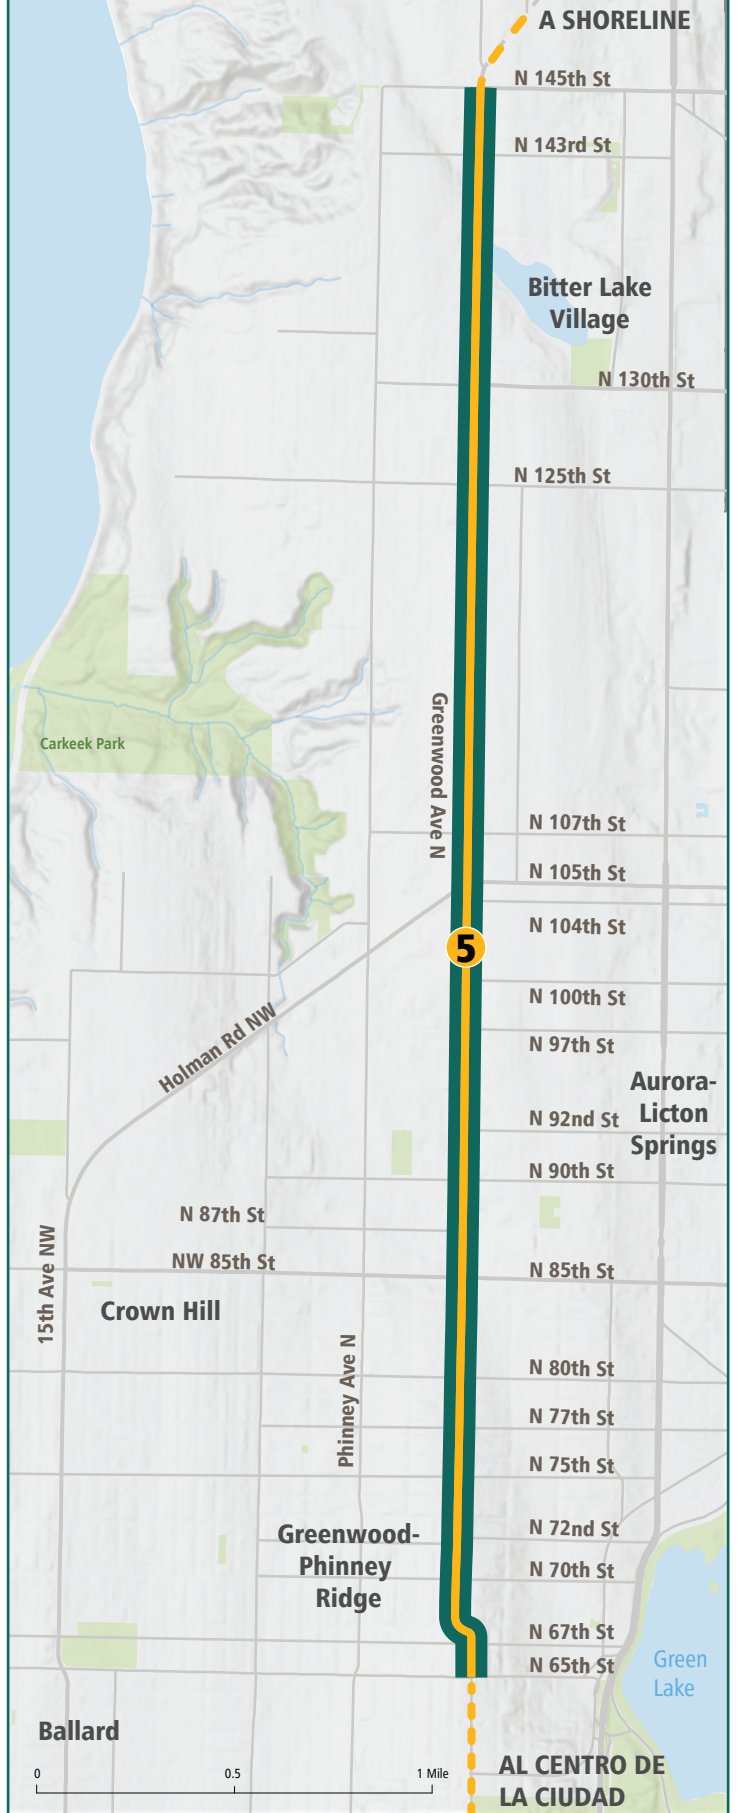 A SHORELINE
N 145th St
N 143rd St
Bitter Lake
Village
N 130th St
N 125th St
Greenwood Ave N
Carkeek Park
N 107th St
N 105th St
N 104th St
5
N 100th St
Holman Rd NW
N 97th St
Aurora-
Licton
Springs
N 92nd St
N 90th St
N 87th St
15th Ave NW
NW 85th St
N 85th St
Crown Hill
Phinney Ave N
N 80th St
N 77th St
N 75th St
Greenwood-
Phinney
Ridge
N 72nd St
N 70th St
N 67th St
N 65th St
Green
Lake
Ballard
AL CENTRO DE
LA CIUDAD
0 0.5 1 Mile